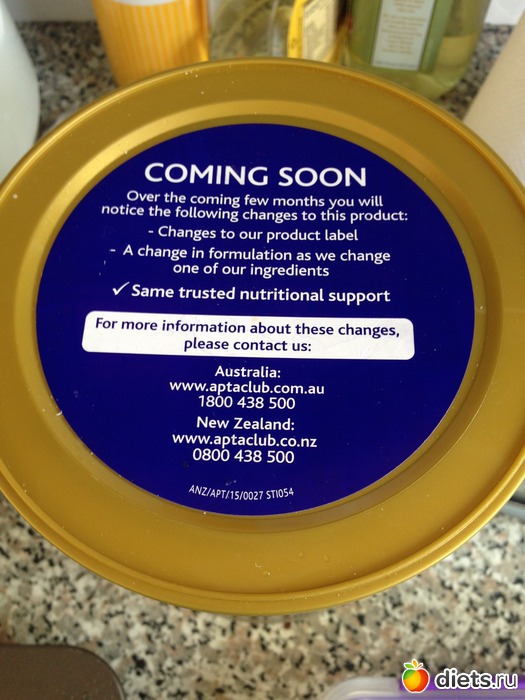 COMING SOON
Over the coming few months you will
notice the following changes to this product:
- Changes to our product label
- A change in formulation as we change
one of our ingredients
✓ Same trusted nutritional support
For more information about these changes,
please contact us:
Australia:
www.aptaclub.com.au
1800 438 500
New Zealand:
www.aptaclub.co.nz
0800 438 500
ANZ/APT/15/0027 STI054
diets.ru